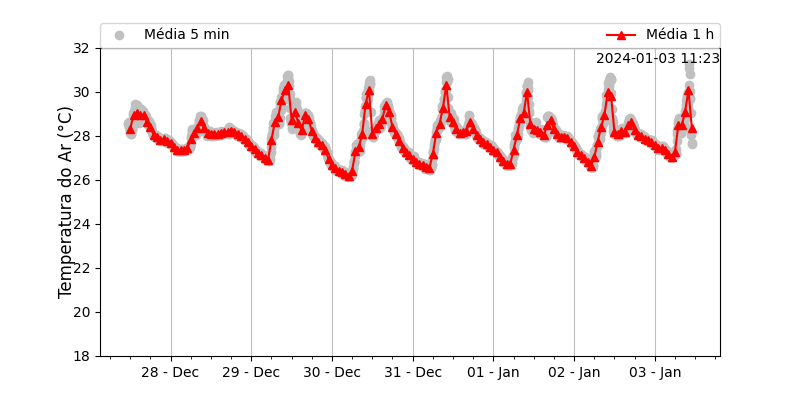 Média 5 min
Média 1 h
2024-01-03 11:23
Temperatura do Ar (°C)
32
30
28
26
24
22
20
18
28 - Dec
29 - Dec
30 - Dec
31 - Dec
01 - Jan
02 - Jan
03 - Jan